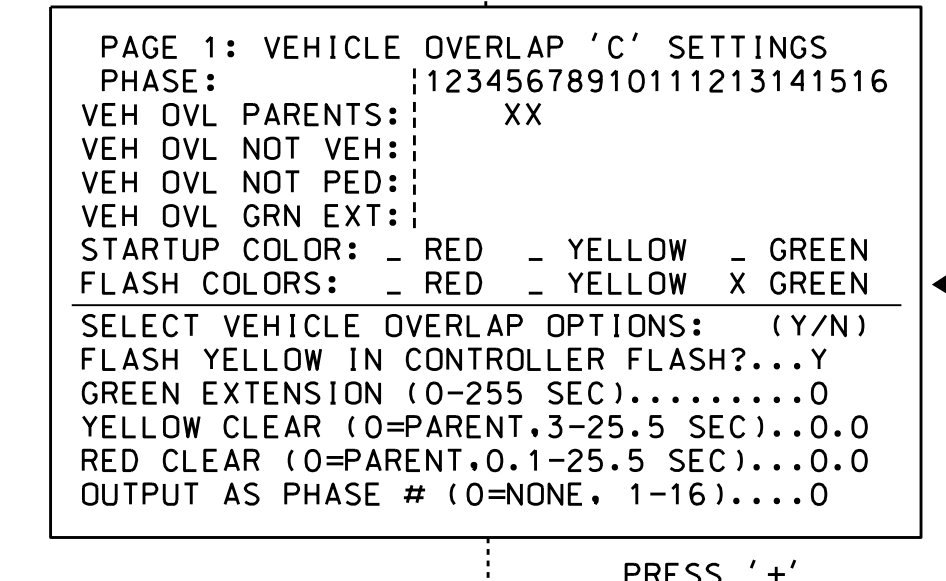 PAGE 1: VEHICLE OVERLAP 'C' SETTINGS
PHASE: ¦12345678910111213141516
VEH OVL PARENTS:¦ XX
VEH OVL NOT VEH:¦
VEH OVL NOT PED:¦
VEH OVL GRN EXT:¦
STARTUP COLOR: _ RED _ YELLOW _ GREEN
FLASH COLORS: _ RED _ YELLOW X GREEN
SELECT VEHICLE OVERLAP OPTIONS: (Y/N)
FLASH YELLOW IN CONTROLLER FLASH?...Y
GREEN EXTENSION (0-255 SEC).........0
YELLOW CLEAR (0=PARENT,3-25.5 SEC)..0.0
RED CLEAR (0=PARENT,0.1-25.5 SEC)...0.0
OUTPUT AS PHASE # (0=NONE, 1-16)....0
PRESS '+'